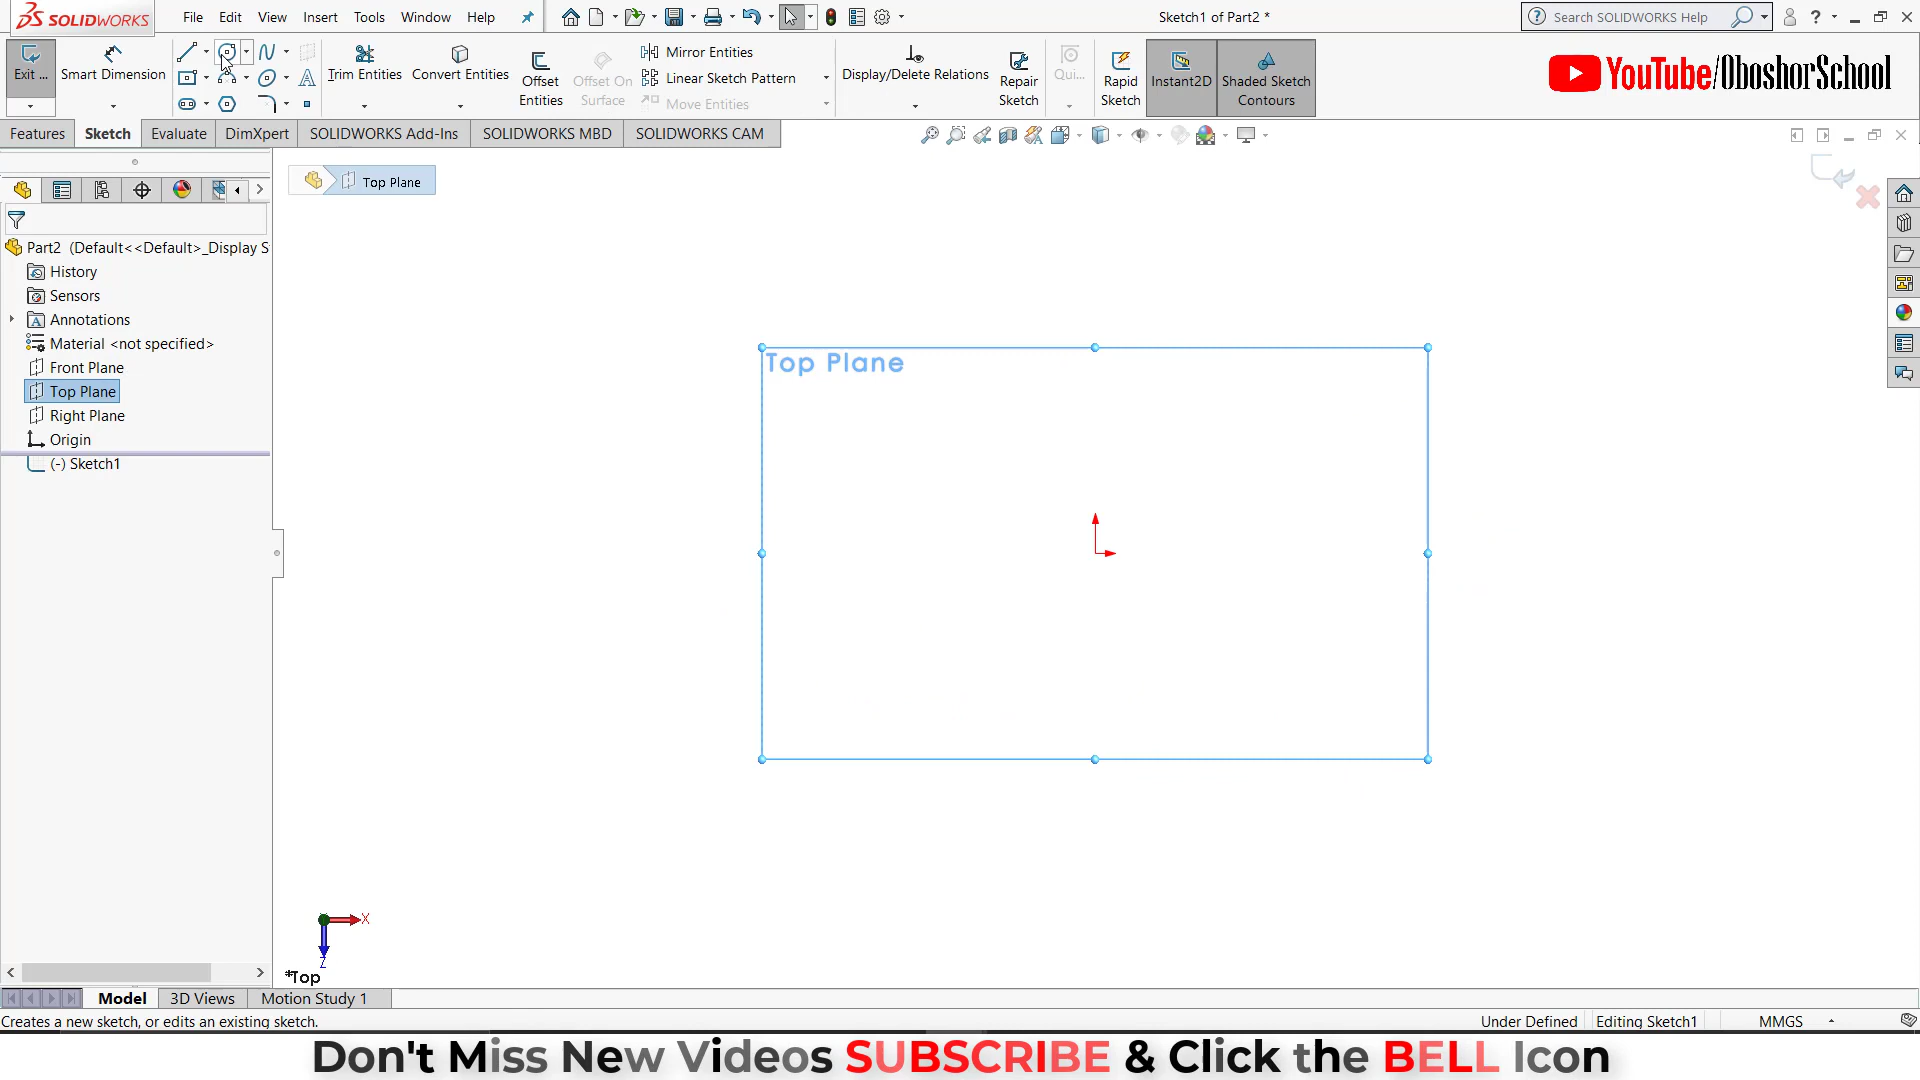 SOLIDWORKS File Edit View Insert Tools Window Help Sketch1 of Part2 * Search SOLIDWORKS Help
Exit ... Smart Dimension Trim Entities Convert Entities Offset Entities Offset On Surface Mirror Entities Linear Sketch Pattern Move Entities Display/Delete Relations Repair Sketch Qui... Rapid Sketch Instant2D Shaded Sketch Contours
YouTube/OboshorSchool
Features Sketch Evaluate DimXpert SOLIDWORKS Add-Ins SOLIDWORKS MBD SOLIDWORKS CAM
Top Plane
Part2 (Default<<Default>_Display S
History
Sensors
Annotations
Material <not specified>
Front Plane
Top Plane
Right Plane
Origin
(-) Sketch1
Top Plane
X
Z
*Top
Model 3D Views Motion Study 1
Creates a new sketch, or edits an existing sketch. Under Defined Editing Sketch1 MMGS
Don't Miss New Videos SUBSCRIBE & Click the BELL Icon